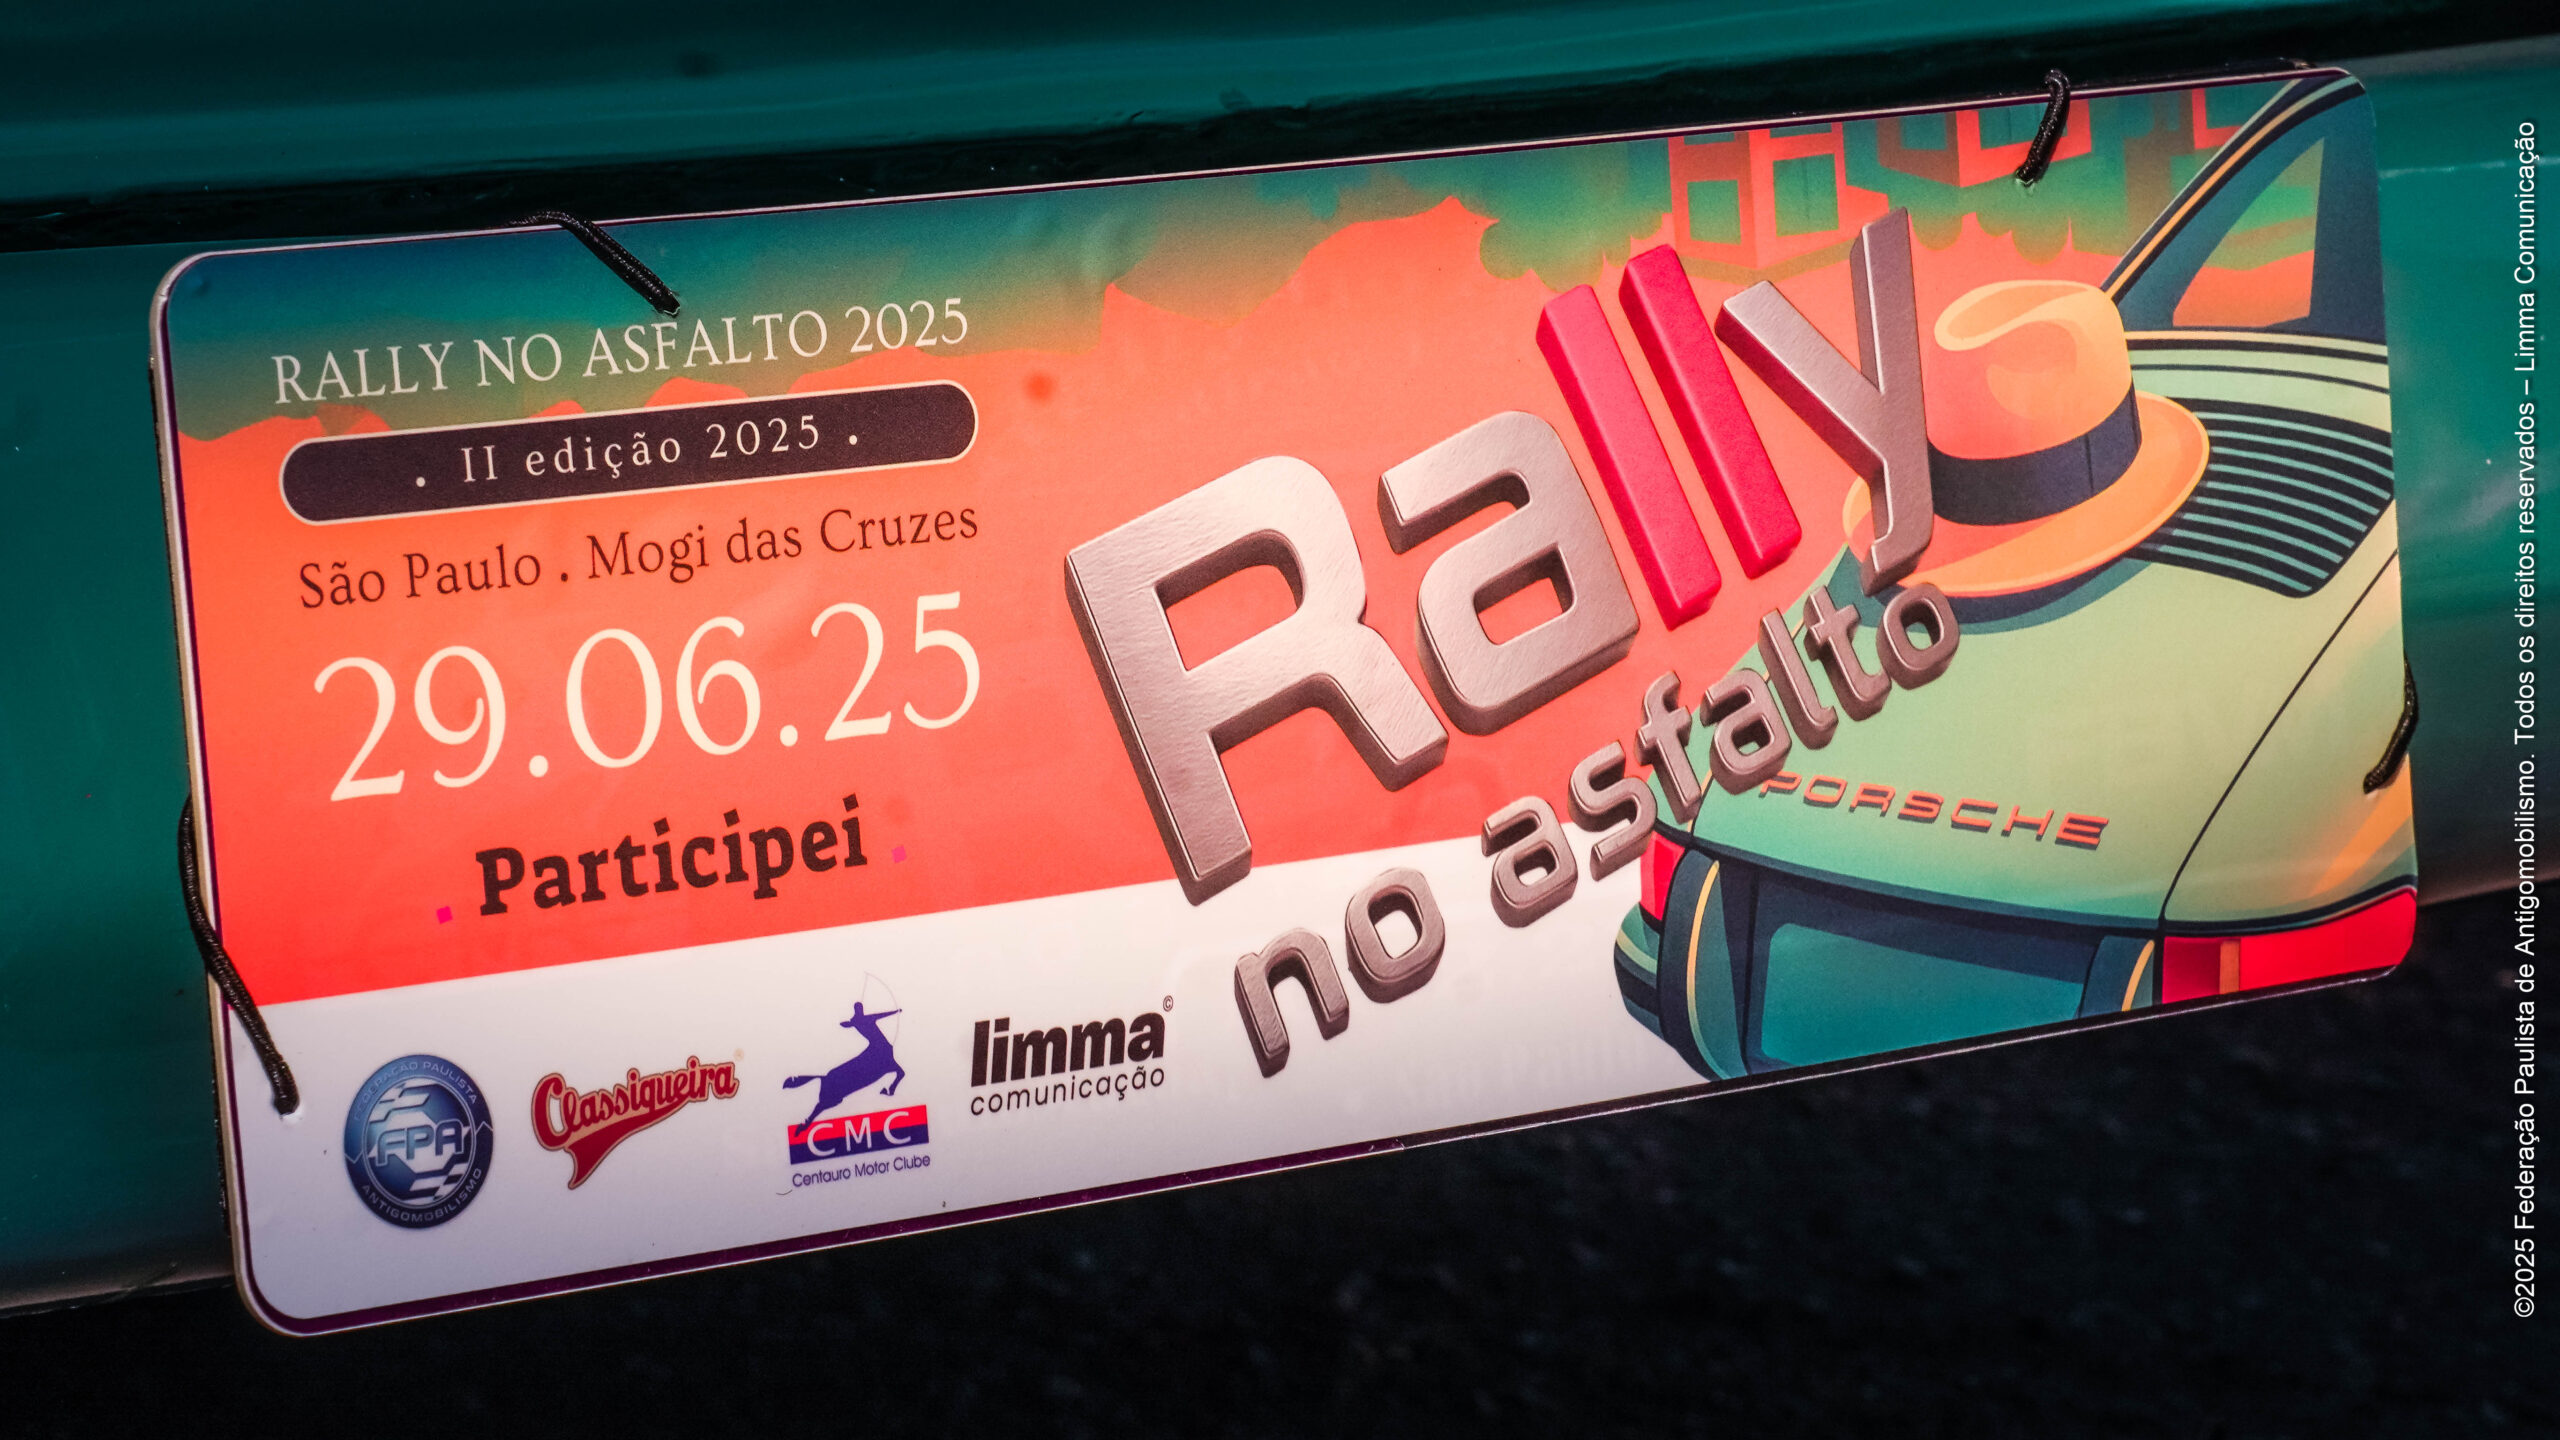 RALLY NO ASFALTO 2025
. II edição 2025 .
São Paulo . Mogi das Cruzes
29.06.25
. Participei .
Rally
no asfalto
PORSCHE
FEDERAÇÃO PAULISTA
FPA
ANTIGOMOBILISMO
Classiqueira
CMC
Centauro Motor Clube
limma©
comunicação
©2025 Federação Paulista de Antigomobilismo. Todos os direitos reservados – Limma Comunicação